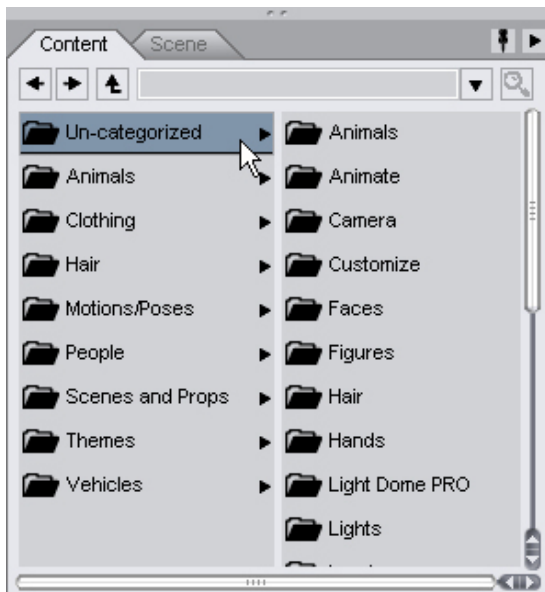 Content Scene
Un-categorized
Animals
Clothing
Hair
Motions/Poses
People
Scenes and Props
Themes
Vehicles
Animals
Animate
Camera
Customize
Faces
Figures
Hair
Hands
Light Dome PRO
Lights